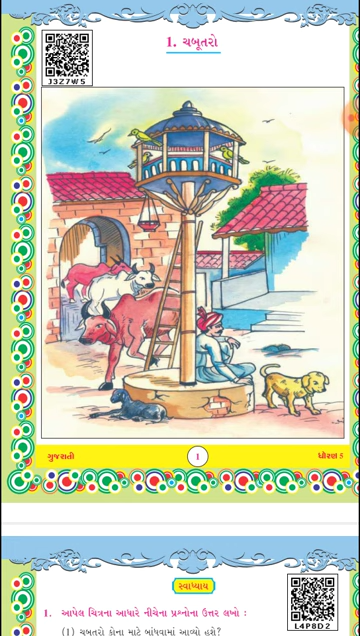 J3Z7W5
1. ચબૂતરો
ગુજરાતી
1
ધોરણ 5
સ્વાધ્યાય
L4P8D2
1. આપેલ ચિત્રના આધારે નીચેના પ્રશ્નોના ઉત્તર લખો :
(1) ચબૂતરો કોના માટે બાંધવામાં આવ્યો હશે?